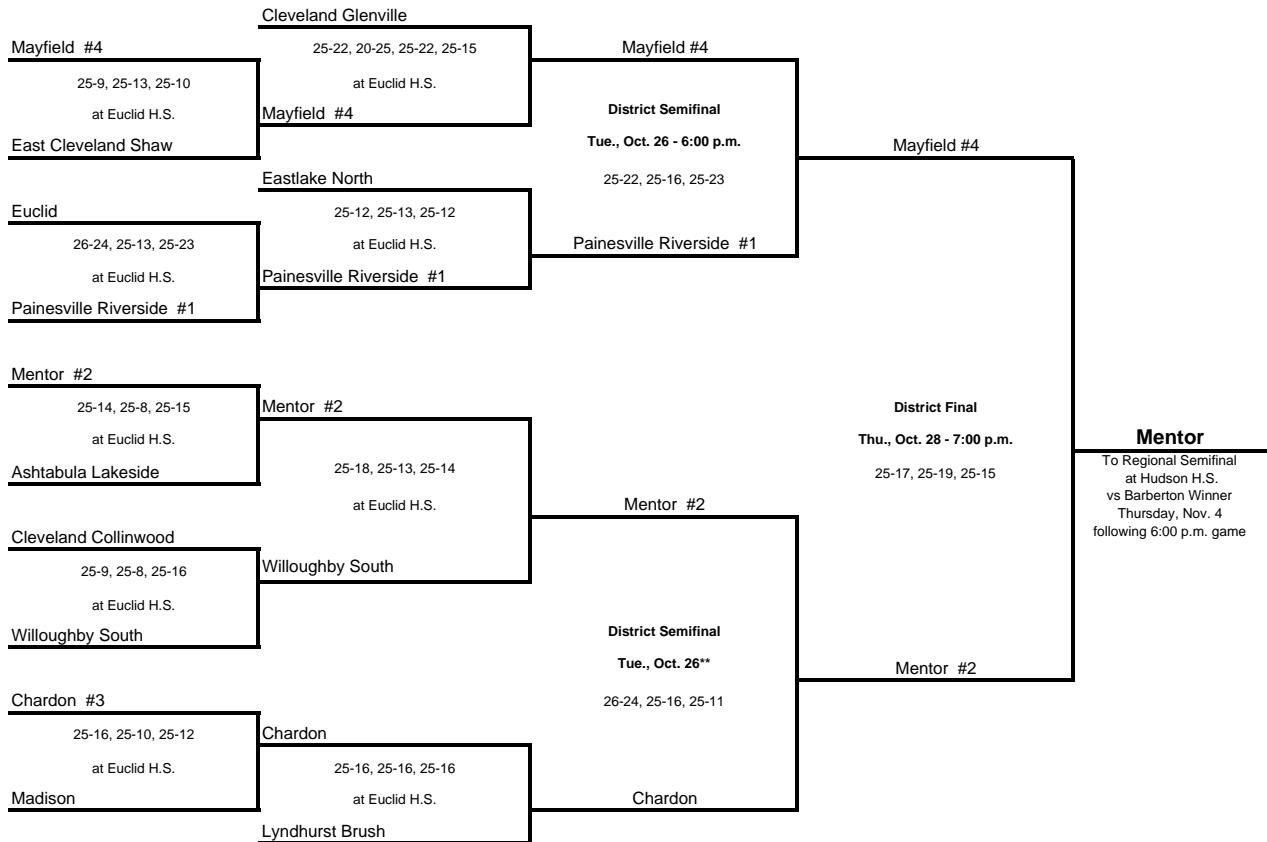 Cleveland Glenville
Mayfield #4
25-22, 20-25, 25-22, 25-15
Mayfield #4
25-9, 25-13, 25-10
at Euclid H.S.
at Euclid H.S.
Mayfield #4
District Semifinal
East Cleveland Shaw
Tue., Oct. 26 - 6:00 p.m.
Mayfield #4
Eastlake North
25-22, 25-16, 25-23
Euclid
25-12, 25-13, 25-12
26-24, 25-13, 25-23
at Euclid H.S.
Painesville Riverside #1
at Euclid H.S.
Painesville Riverside #1
Painesville Riverside #1
Mentor #2
25-14, 25-8, 25-15
Mentor #2
District Final
at Euclid H.S.
Thu., Oct. 28 - 7:00 p.m.
Mentor
Ashtabula Lakeside
25-18, 25-13, 25-14
25-17, 25-19, 25-15
To Regional Semifinal
at Hudson H.S.
vs Barberton Winner
Thursday, Nov. 4
following 6:00 p.m. game
at Euclid H.S.
Mentor #2
Cleveland Collinwood
25-9, 25-8, 25-16
Willoughby South
at Euclid H.S.
Willoughby South
District Semifinal
Tue., Oct. 26**
Mentor #2
Chardon #3
26-24, 25-16, 25-11
25-16, 25-10, 25-12
Chardon
at Euclid H.S.
25-16, 25-16, 25-16
Madison
at Euclid H.S.
Chardon
Lyndhurst Brush